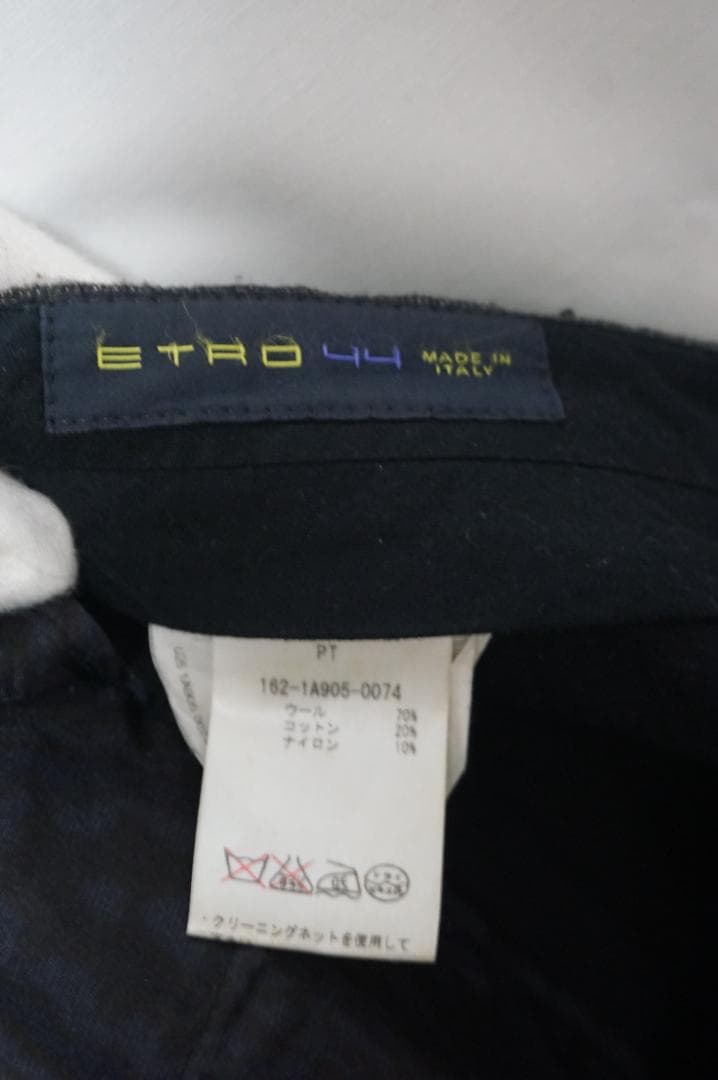 ETRO 44 MADE IN
ITALY
PT
162-1A905-0074
ウール 70%
コットン 20%
ナイロン 10%
・クリーニングネットを使用して